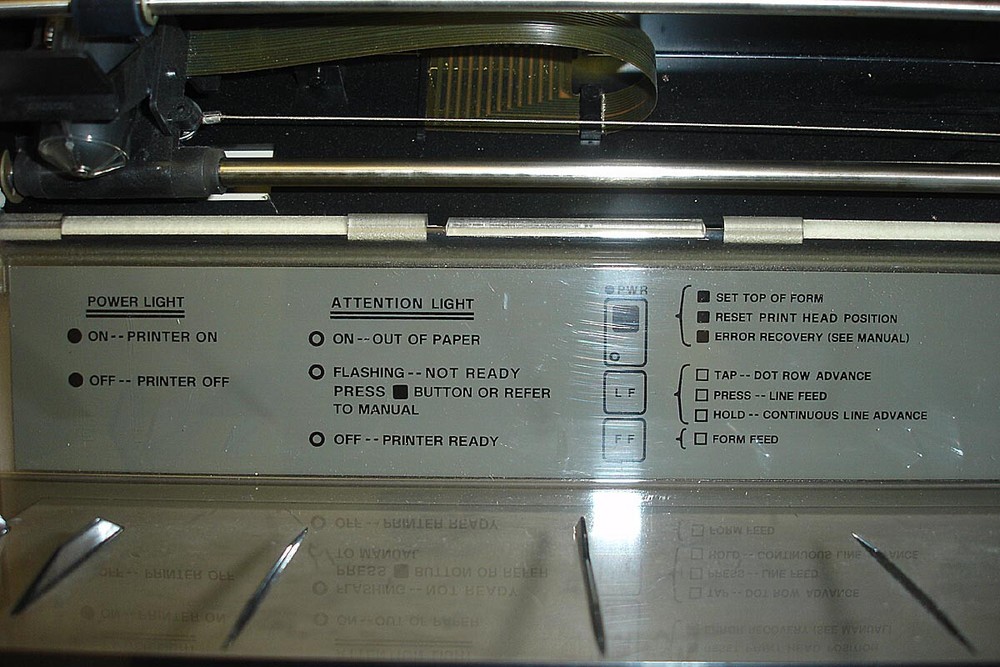 POWER LIGHT
ON--PRINTER ON
OFF--PRINTER OFF
ATTENTION LIGHT
ON--OUT OF PAPER
FLASHING--NOT READY
PRESS BUTTON OR REFER
TO MANUAL
OFF--PRINTER READY
PWR
LF
FF
SET TOP OF FORM
RESET PRINT HEAD POSITION
ERROR RECOVERY (SEE MANUAL)
TAP--DOT ROW ADVANCE
PRESS--LINE FEED
HOLD--CONTINUOUS LINE ADVANCE
FORM FEED